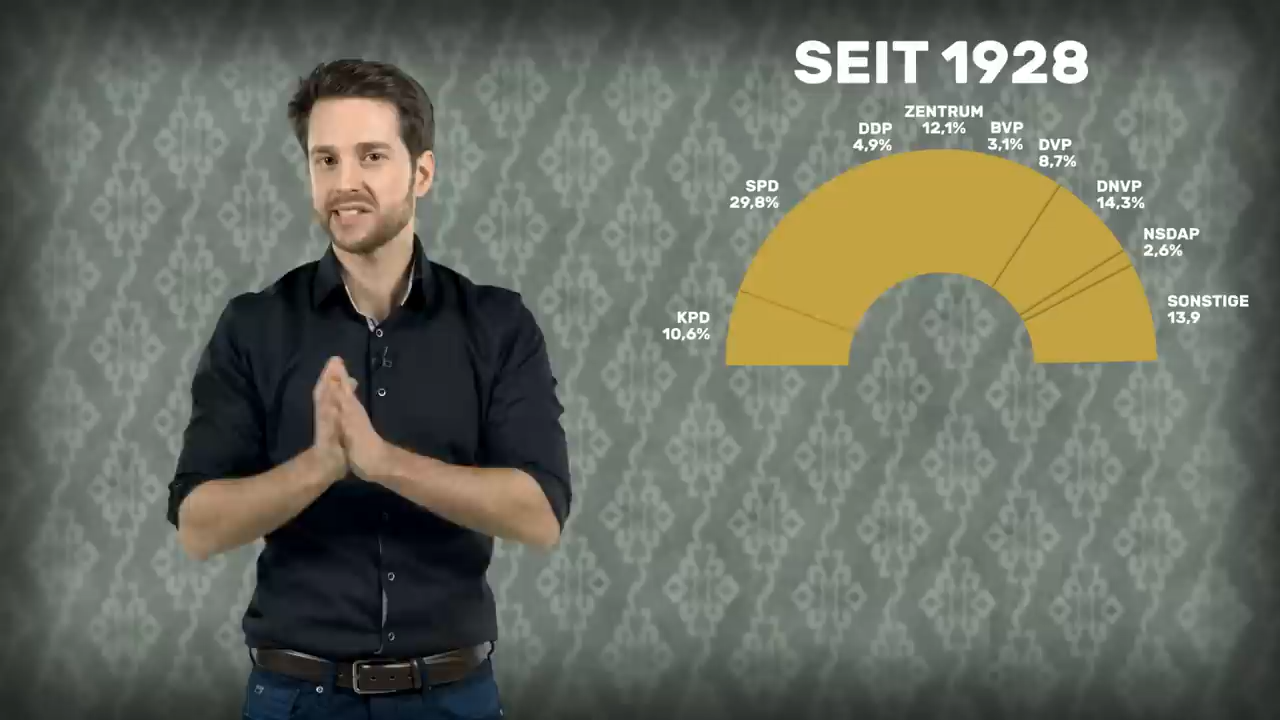 SEIT 1928
ZENTRUM
12,1%
DDP
4,9%
BVP
3,1%
DVP
8,7%
SPD
29,8%
DNVP
14,3%
NSDAP
2,6%
KPD
10,6%
SONSTIGE
13,9